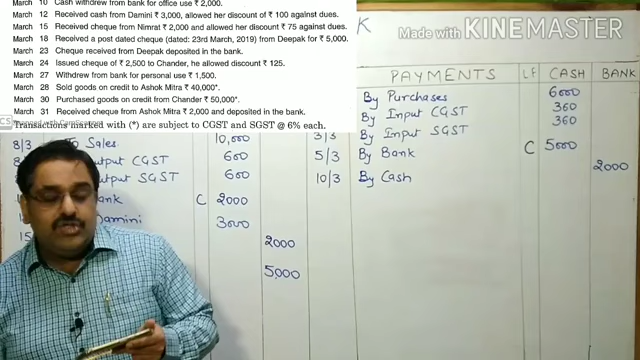 March 10 Cash withdrew from bank for office use ₹ 2,000.
March 12 Received cash from Damini ₹ 3,000, allowed her discount of ₹ 100 against dues.
March 15 Received cheque from Nimrat ₹ 2,000 and allowed her ₹ 75 against dues.
March 18 Received a post dated cheque (dated: 23rd March, 2019) from Deepak for ₹ 5,000.
March 23 Cheque received from Deepak deposited in the bank.
March 24 Issued cheque of ₹ 2,500 to Chander, he allowed discount ₹ 125.
March 27 Withdrew from bank for personal use ₹ 1,500.
March 28 Sold goods on credit to Ashok Mitra ₹ 40,000*.
March 30 Purchased goods on credit from Chander ₹ 50,000*.
March 31 Received cheque from Ashok Mitra ₹ 2,000 and deposited in the bank.
Transactions marked with (*) are subject to CGST and SGST @ 6% each.
Made with KINEMASTER
K
PAYMENTS LF CASH BANK
By Purchases 6000
By Input CGST 360
By Input SGST 360
5/3 By Bank C 5000
10/3 By Cash 2000
8/3 To Sales 10,000 3/3
utput CGST 600
utput SGST 600
ank C 2000
Damini 3000
15 2000
5,000